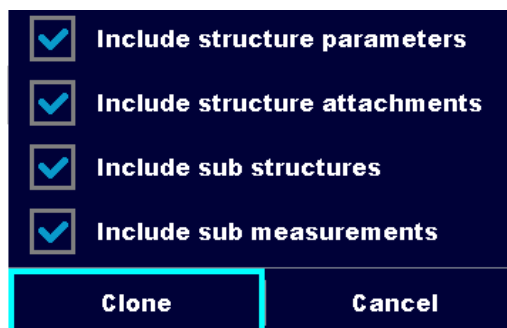 Include structure parameters
Include structure attachments
Include sub structures
Include sub measurements
Clone Cancel